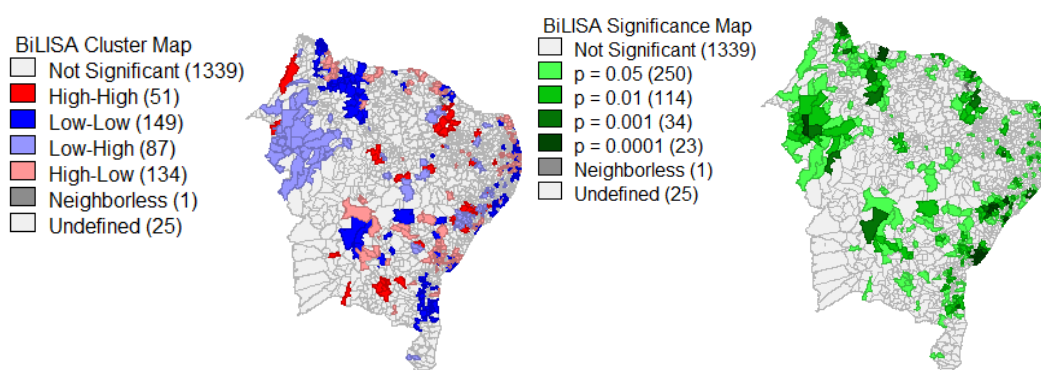 BiLISA Cluster Map
Not Significant (1339)
High-High (51)
Low-Low (149)
Low-High (87)
High-Low (134)
Neighborless (1)
Undefined (25)
BiLISA Significance Map
Not Significant (1339)
p = 0.05 (250)
p = 0.01 (114)
p = 0.001 (34)
p = 0.0001 (23)
Neighborless (1)
Undefined (25)